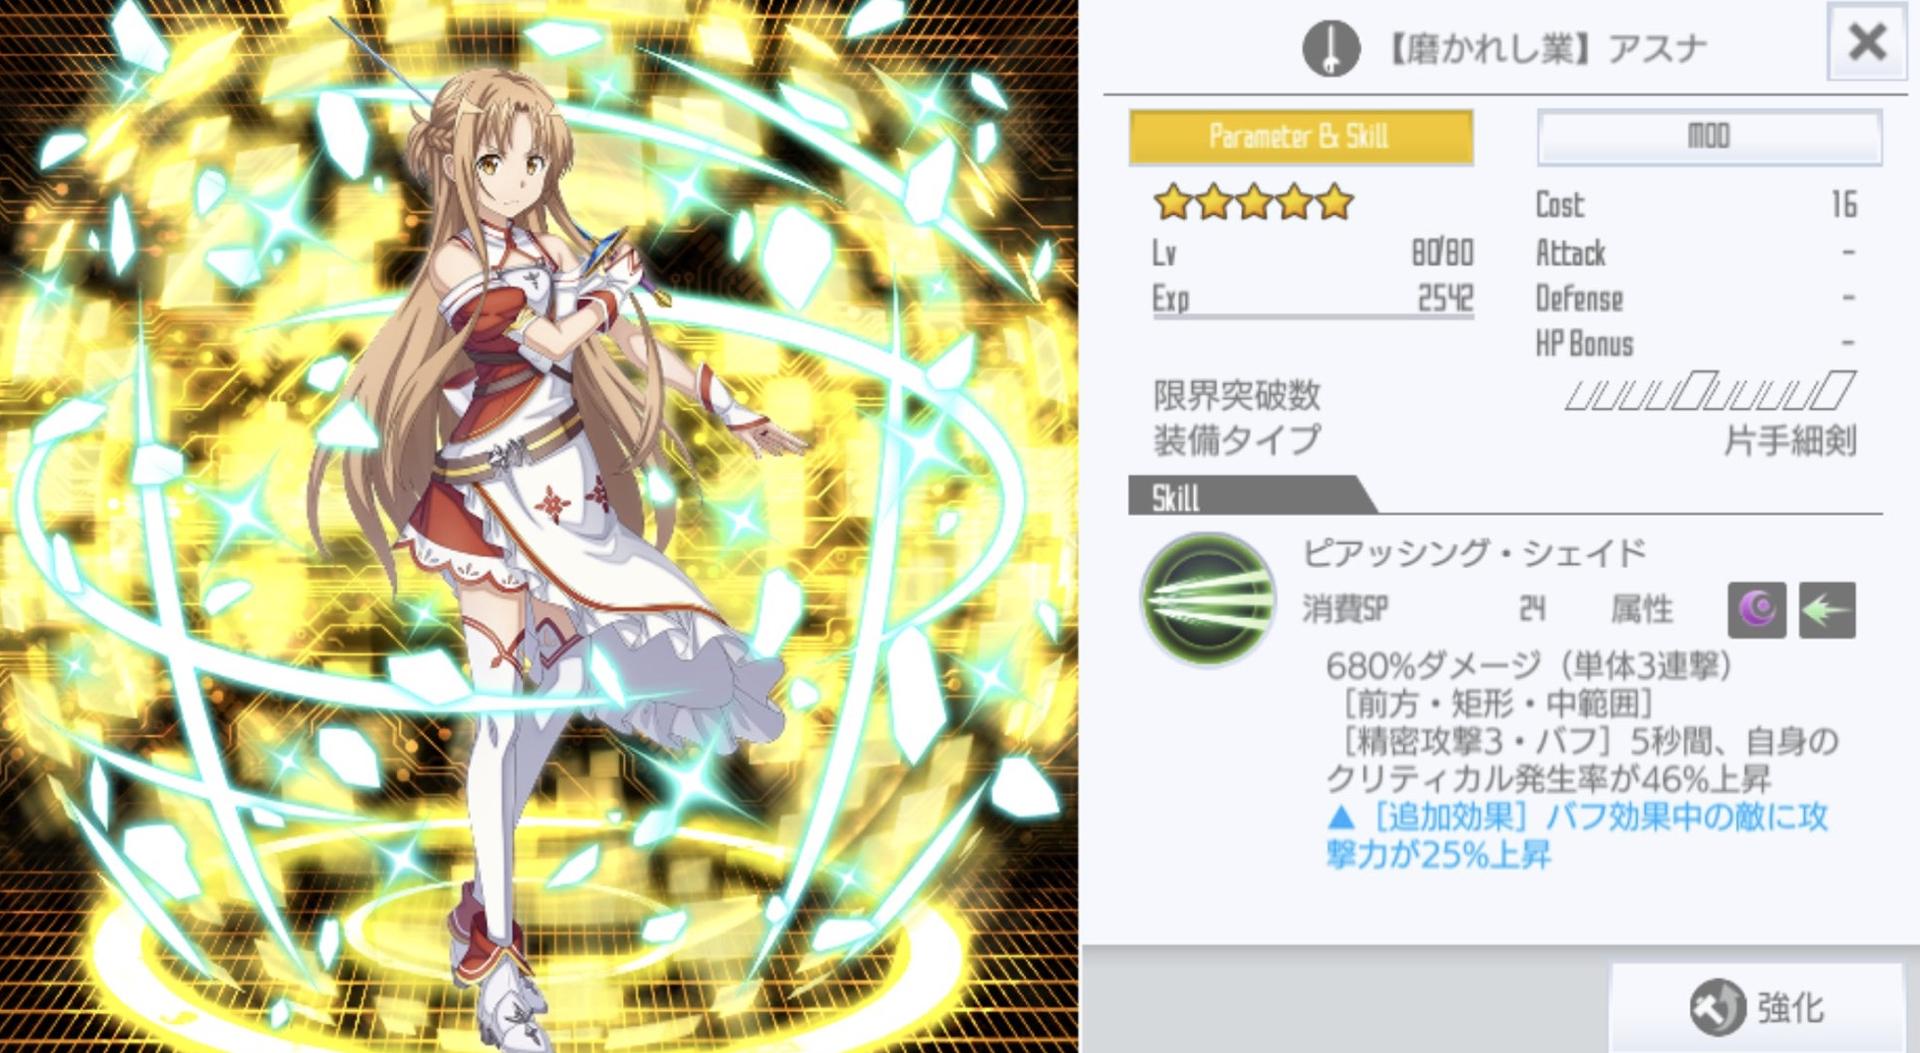 【磨かれし業】アスナ
Parameter & Skill
MOD
Cost 16
Lv 80/80
Attack -
Exp 2542
Defense -
HP Bonus -
限界突破数
装備タイプ 片手細剣
Skill
ピアッシング・シェイド
消費SP 24 属性
680%ダメージ（単体3連撃）
［前方・矩形・中範囲］
［精密攻撃3・バフ］5秒間、自身の
クリティカル発生率が46%上昇
▲［追加効果］バフ効果中の敵に攻
撃力が25%上昇
強化